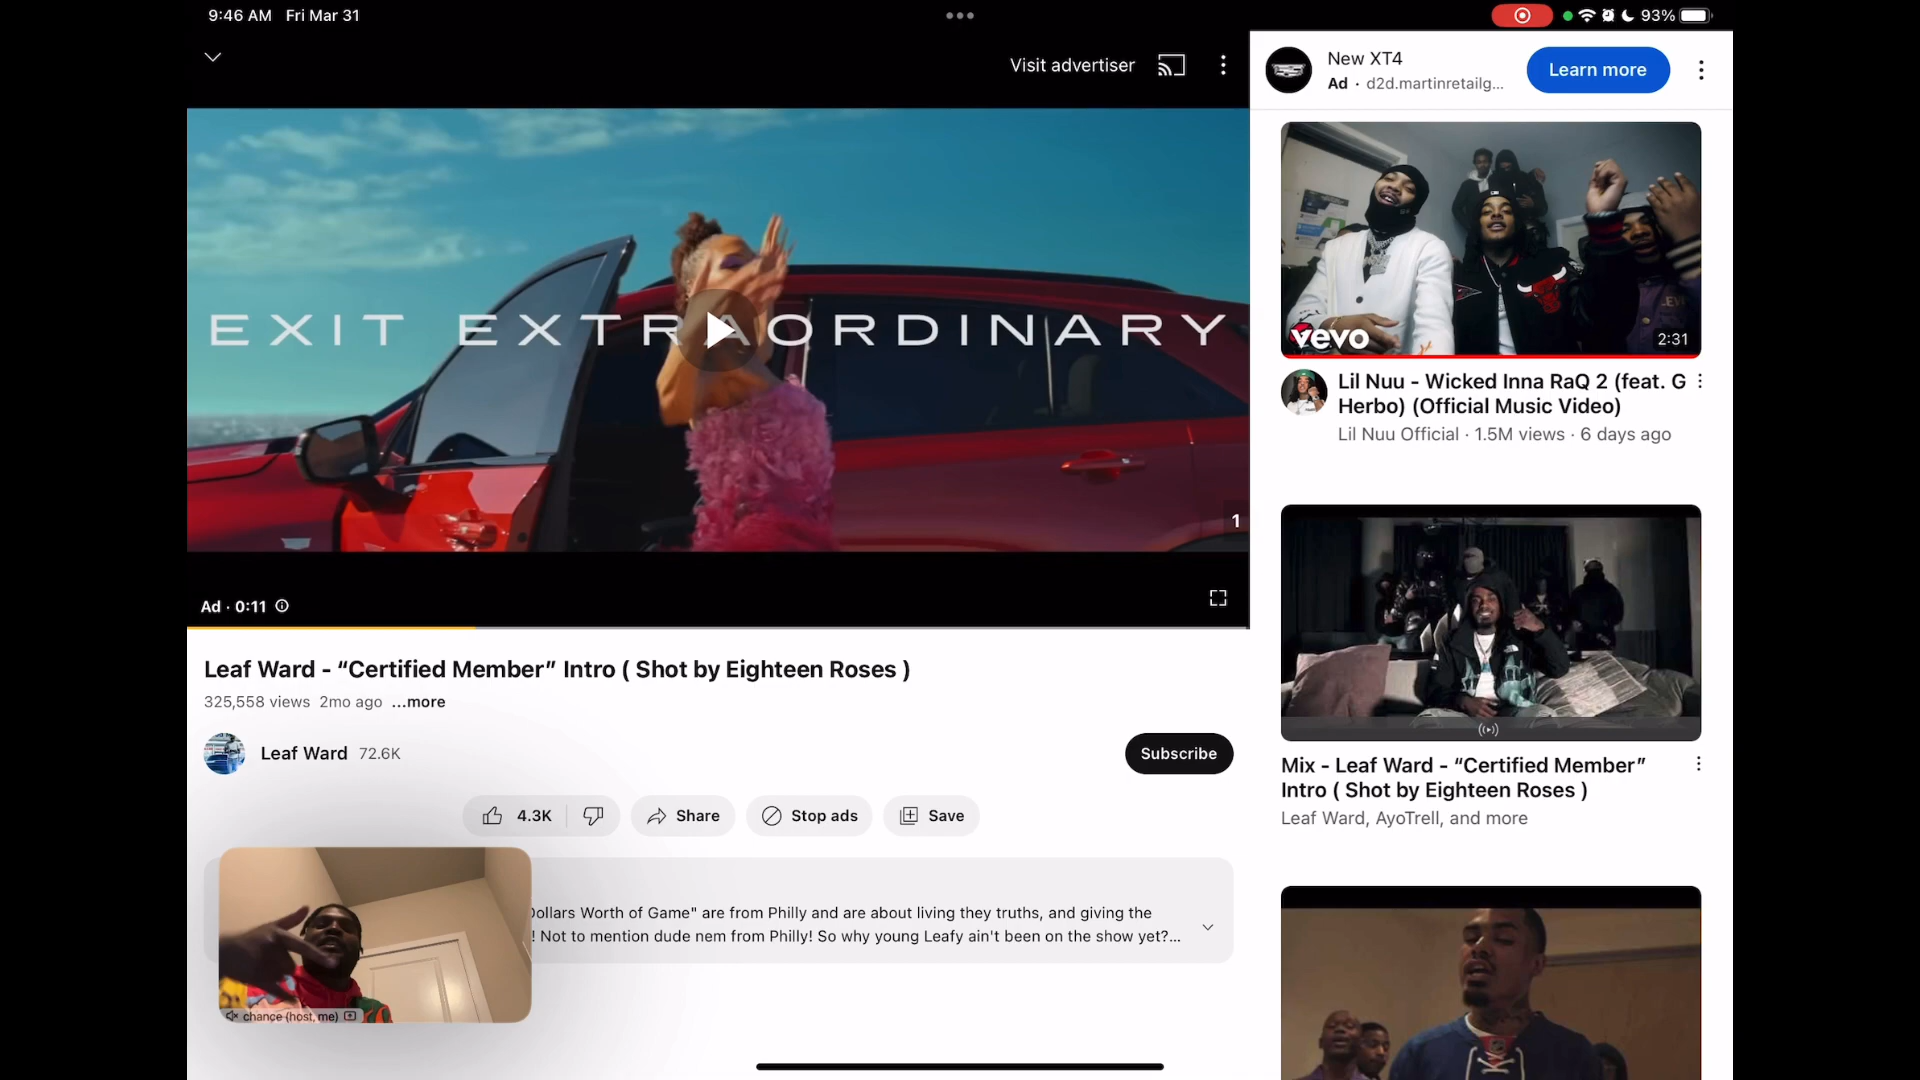 9:46 AM Fri Mar 31
93%
Visit advertiser
New XT4
Ad · d2d.martinretailg...
Learn more
EXIT EXTRAORDINARY
1
Ad · 0:11
vevo
2:31
Lil Nuu - Wicked Inna RaQ 2 (feat. G
Herbo) (Official Music Video)
Lil Nuu Official · 1.5M views · 6 days ago
Leaf Ward - “Certified Member” Intro ( Shot by Eighteen Roses )
325,558 views 2mo ago ...more
Leaf Ward 72.6K
Subscribe
4.3K
Share
Stop ads
Save
Dollars Worth of Game" are from Philly and are about living they truths, and giving the
! Not to mention dude nem from Philly! So why young Leafy ain't been on the show yet?...
chance (host, me)
Mix - Leaf Ward - “Certified Member”
Intro ( Shot by Eighteen Roses )
Leaf Ward, AyoTrell, and more